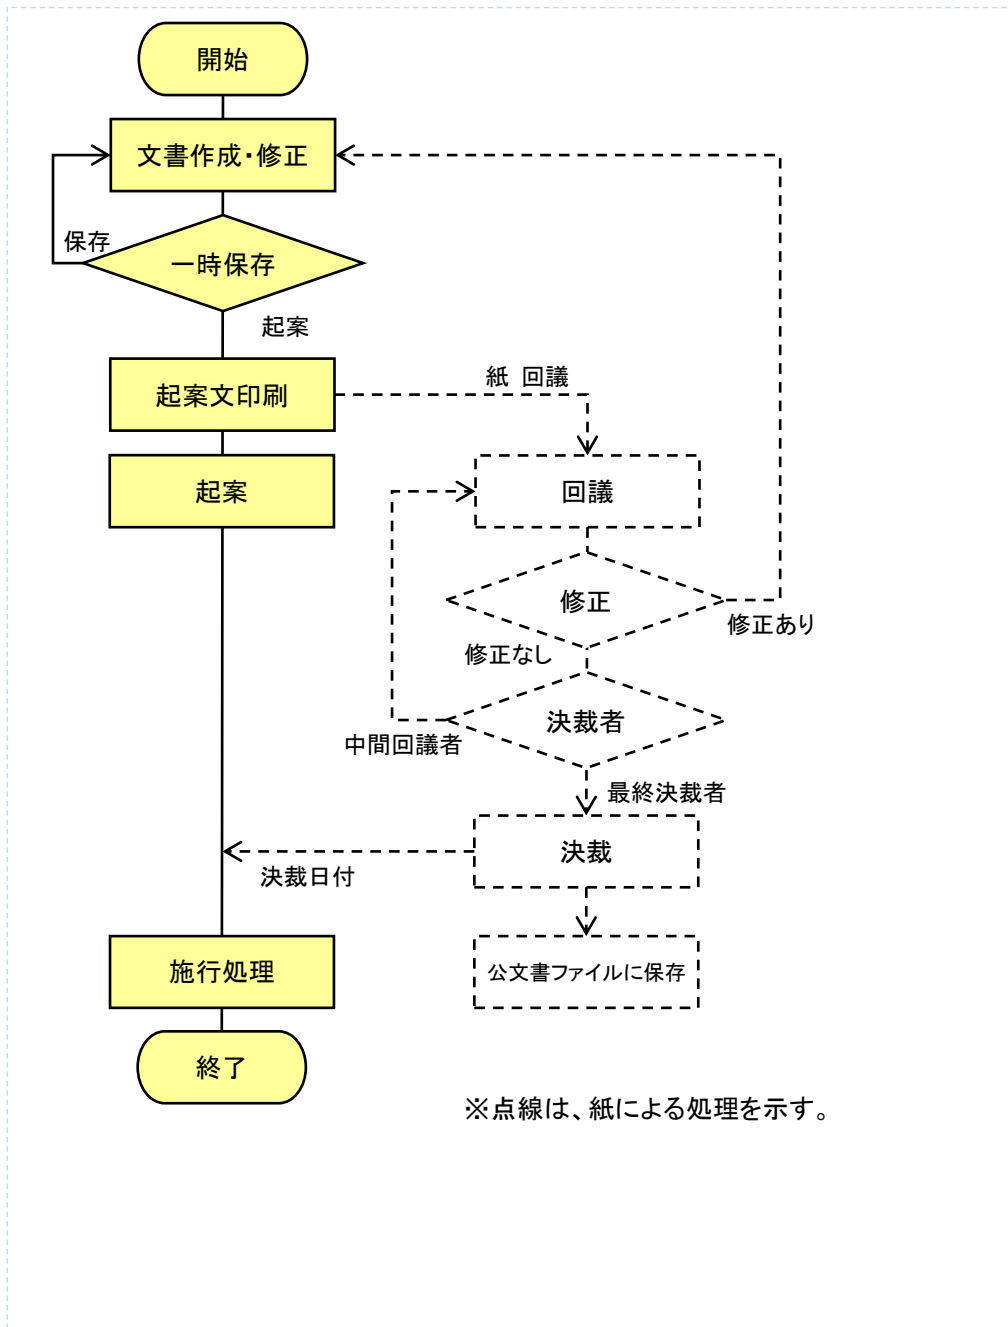 開始
文書作成・修正
保存
一時保存
起案
起案文印刷
紙 回議
起案
回議
修正
修正あり
修正なし
決裁者
中間回議者
最終決裁者
決裁
決裁日付
施行処理
公文書ファイルに保存
終了
※点線は、紙による処理を示す。